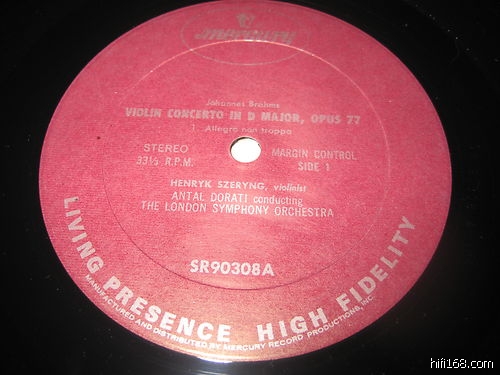 mercury
Johannes Brahms
VIOLIN CONCERTO IN D MAJOR, OPUS 77
1. Allegro non troppo
STEREO
33⅓ R.P.M.
MARGIN CONTROL
SIDE 1
HENRYK SZERYNG, violinist
ANTAL DORATI conducting
THE LONDON SYMPHONY ORCHESTRA
SR90308A
LIVING PRESENCE HIGH FIDELITY
MANUFACTURED AND DISTRIBUTED BY MERCURY RECORD PRODUCTIONS, INC.
hifi168.com